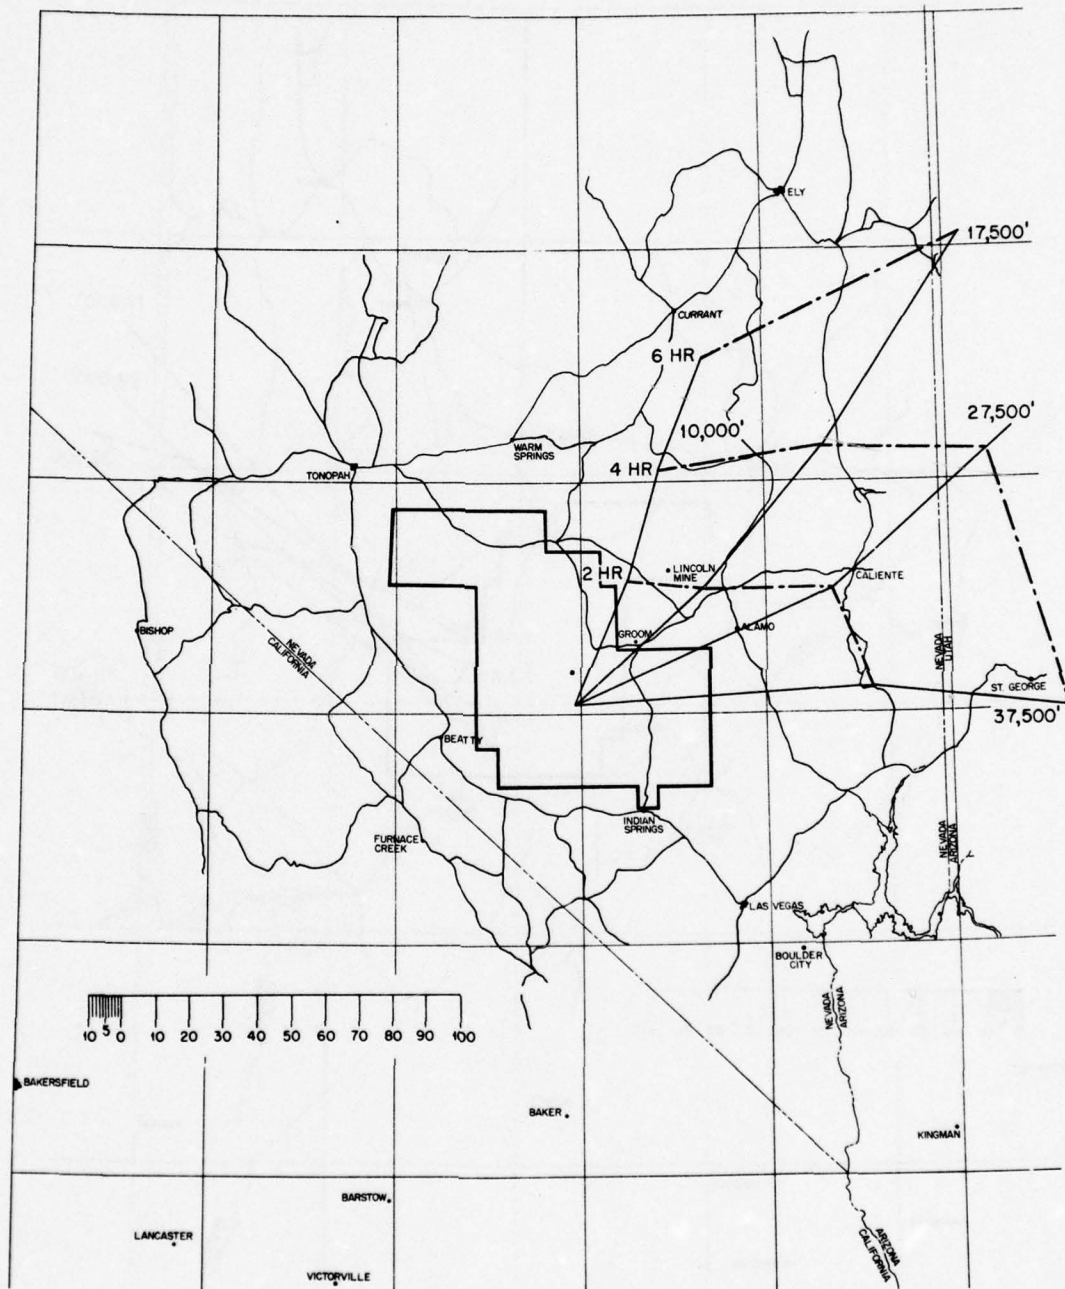 ELY
17,500'
CURRANT
6 HR
27,500'
10,000'
WARM
SPRINGS
4 HR
TONOPAH
2 HR
LINCOLN
MINE
CALIENTE
BISHOP
NEVADA
CALIFORNIA
GROOM
ALAMO
NEVADA
UTAH
ST. GEORGE
37,500'
BEATTY
INDIAN
SPRINGS
FURNACE
CREEK
NEVADA
ARIZONA
LAS VEGAS
BOULDER
CITY
NEVADA
ARIZONA
10 5 0 10 20 30 40 50 60 70 80 90 100
BAKERSFIELD
BAKER
KINGMAN
BARSTOW
LANCASTER
ARIZONA
CALIFORNIA
VICTORVILLE